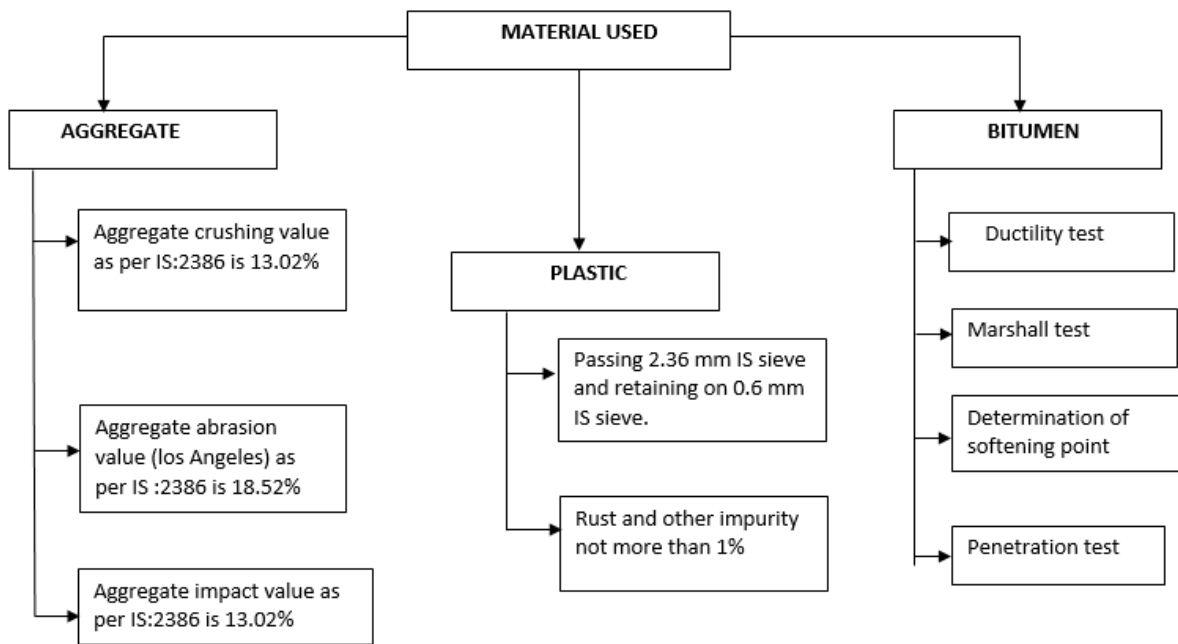 MATERIAL USED
AGGREGATE
Aggregate crushing value
as per IS:2386 is 13.02%
Aggregate abrasion
value (los Angeles) as
per IS :2386 is 18.52%
Aggregate impact value as
per IS:2386 is 13.02%
PLASTIC
Passing 2.36 mm IS sieve
and retaining on 0.6 mm
IS sieve.
Rust and other impurity
not more than 1%
BITUMEN
Ductility test
Marshall test
Determination of
softening point
Penetration test